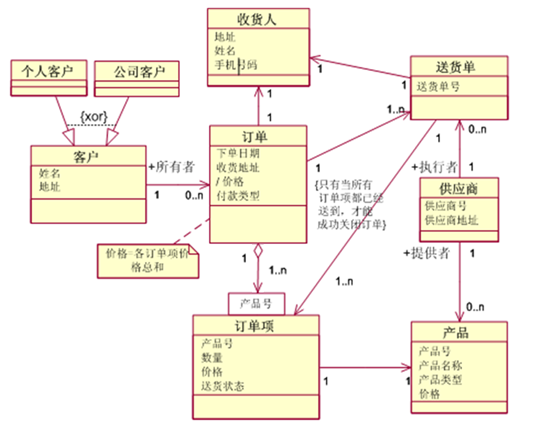 收货人
地址
姓名
手机号码
个人客户
公司客户
{xor}
客户
姓名
地址
+所有者
1
0..n
订单
下单日期
收货地址
/ 价格
付款类型
1
1
1
1
送货单
送货单号
1
1..n
{只有当所有
订单项都已经
送到，才能
成功关闭订单}
1
1..n
0..n
+执行者
1
供应商
供应商号
供应商地址
+提供者
1
0..n
价格=各订单项价
格总和
1
1..n
产品号
订单项
产品号
数量
价格
送货状态
1
1
产品
产品号
产品名称
产品类型
价格